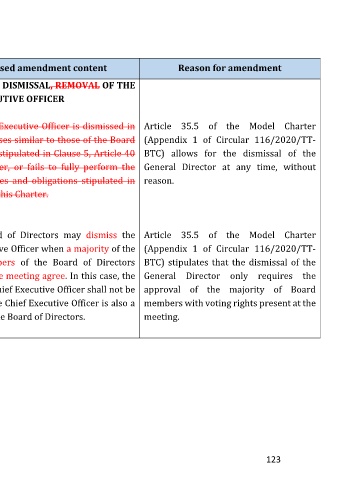 sed amendment content
Reason for amendment
DISMISSAL, REMOVAL OF THE
UTIVE OFFICER
Executive Officer is dismissed in
ses similar to those of the Board
stipulated in Clause 5, Article 40
er, or fails to fully perform the
es and obligations stipulated in
his Charter.
Article 35.5 of the Model Charter
(Appendix 1 of Circular 116/2020/TT-
BTC) allows for the dismissal of the
General Director at any time, without
reason.
d of Directors may dismiss the
ve Officer when a majority of the
bers of the Board of Directors
e meeting agree. In this case, the
ief Executive Officer shall not be
e Chief Executive Officer is also a
e Board of Directors.
Article 35.5 of the Model Charter
(Appendix 1 of Circular 116/2020/TT-
BTC) stipulates that the dismissal of the
General Director only requires the
approval of the majority of Board
members with voting rights present at the
meeting.
123